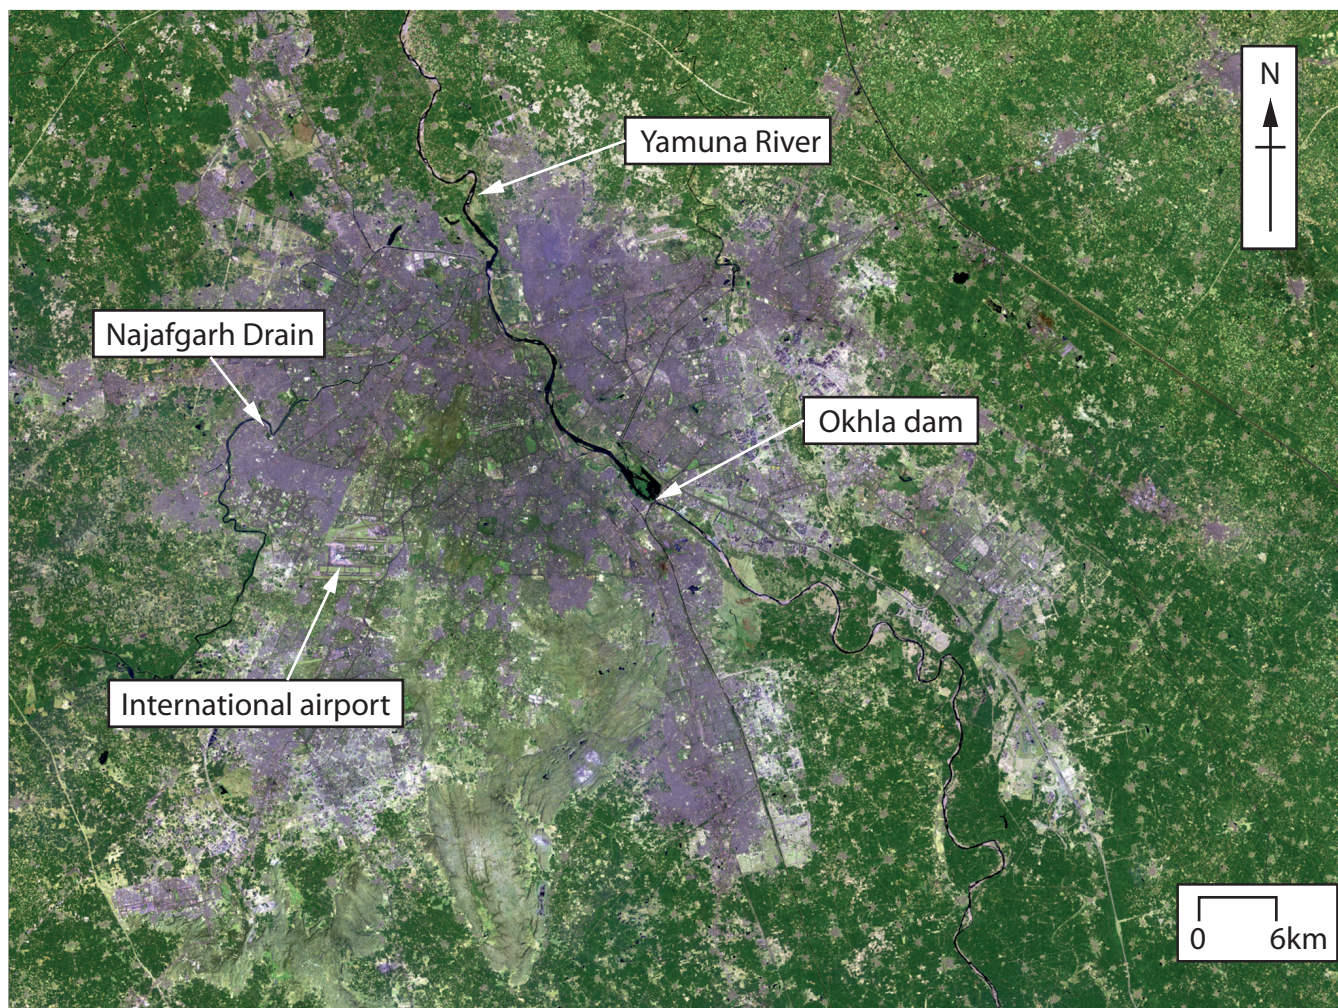 N
Yamuna River
Najafgarh Drain
Okhla dam
International airport
0 6km